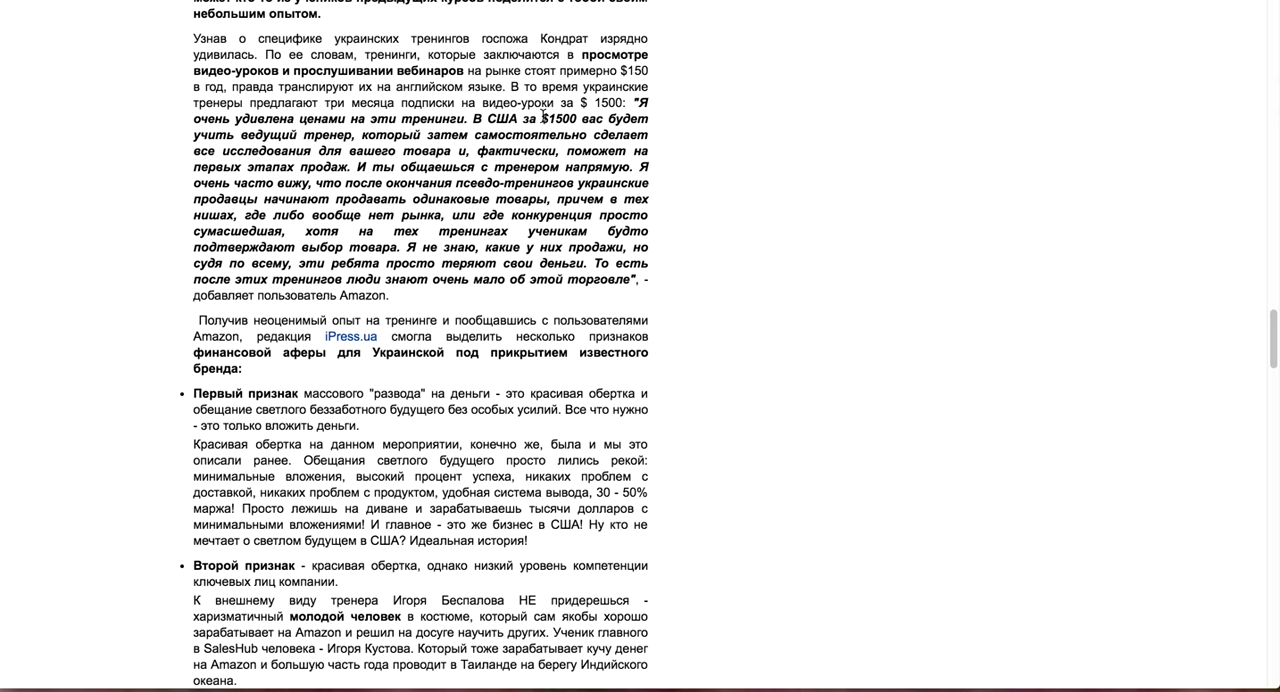 небольшим опытом.
Узнав о специфике украинских тренингов госпожа Кондрат изрядно
удивилась. По ее словам, тренинги, которые заключаются в просмотре
видео-уроков и прослушивании вебинаров на рынке стоят примерно $150
в год, правда транслируют их на английском языке. В то время украинские
тренеры предлагают три месяца подписки на видео-уроки за $ 1500: "Я
очень удивлена ценами на эти тренинги. В США за $1500 вас будет
учить ведущий тренер, который затем самостоятельно сделает
все исследования для вашего товара и, фактически, поможет на
первых этапах продаж. И ты общаешься с тренером напрямую. Я
очень часто вижу, что после окончания псевдо-тренингов украинские
продавцы начинают продавать одинаковые товары, причем в тех
нишах, где либо вообще нет рынка, или где конкуренция просто
сумасшедшая, хотя на тех тренингах ученикам будто
подтверждают выбор товара. Я не знаю, какие у них продажи, но
судя по всему, эти ребята просто теряют свои деньги. То есть
после этих тренингов люди знают очень мало об этой торговле", -
добавляет пользователь Amazon.
Получив неоценимый опыт на тренинге и пообщавшись с пользователями
Amazon, редакция iPress.ua смогла выделить несколько признаков
финансовой аферы для Украинской под прикрытием известного
бренда:
• Первый признак массового "развода" на деньги - это красивая обертка и
обещание светлого беззаботного будущего без особых усилий. Все что нужно
- это только вложить деньги.
Красивая обертка на данном мероприятии, конечно же, была и мы это
описали ранее. Обещания светлого будущего просто лились рекой:
минимальные вложения, высокий процент успеха, никаких проблем с
доставкой, никаких проблем с продуктом, удобная система вывода, 30 - 50%
маржа! Просто лежишь на диване и зарабатываешь тысячи долларов с
минимальными вложениями! И главное - это же бизнес в США! Ну кто не
мечтает о светлом будущем в США? Идеальная история!
• Второй признак - красивая обертка, однако низкий уровень компетенции
ключевых лиц компании.
К внешнему виду тренера Игоря Беспалова НЕ придерешься -
харизматичный молодой человек в костюме, который сам якобы хорошо
зарабатывает на Amazon и решил на досуге научить других. Ученик главного
в SalesHub человека - Игоря Кустова. Который тоже зарабатывает кучу денег
на Amazon и большую часть года проводит в Таиланде на берегу Индийского
океана.